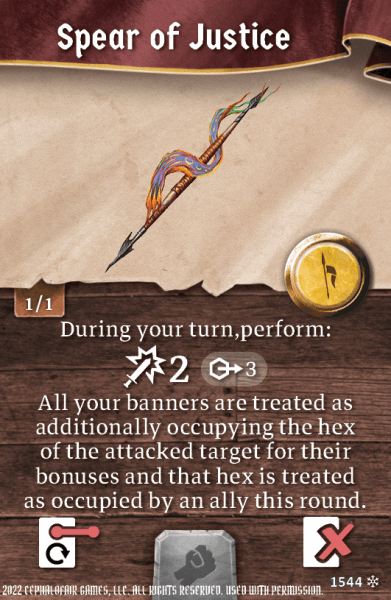 Spear of Justice
1/1
During your turn,perform:
2 3
All your banners are treated as
additionally occupying the hex
of the attacked target for their
bonuses and that hex is treated
as occupied by an ally this round.
1544
2022 CEPHALOFAIR GAMES, LLC. ALL RIGHTS RESERVED. USED WITH PERMISSION.